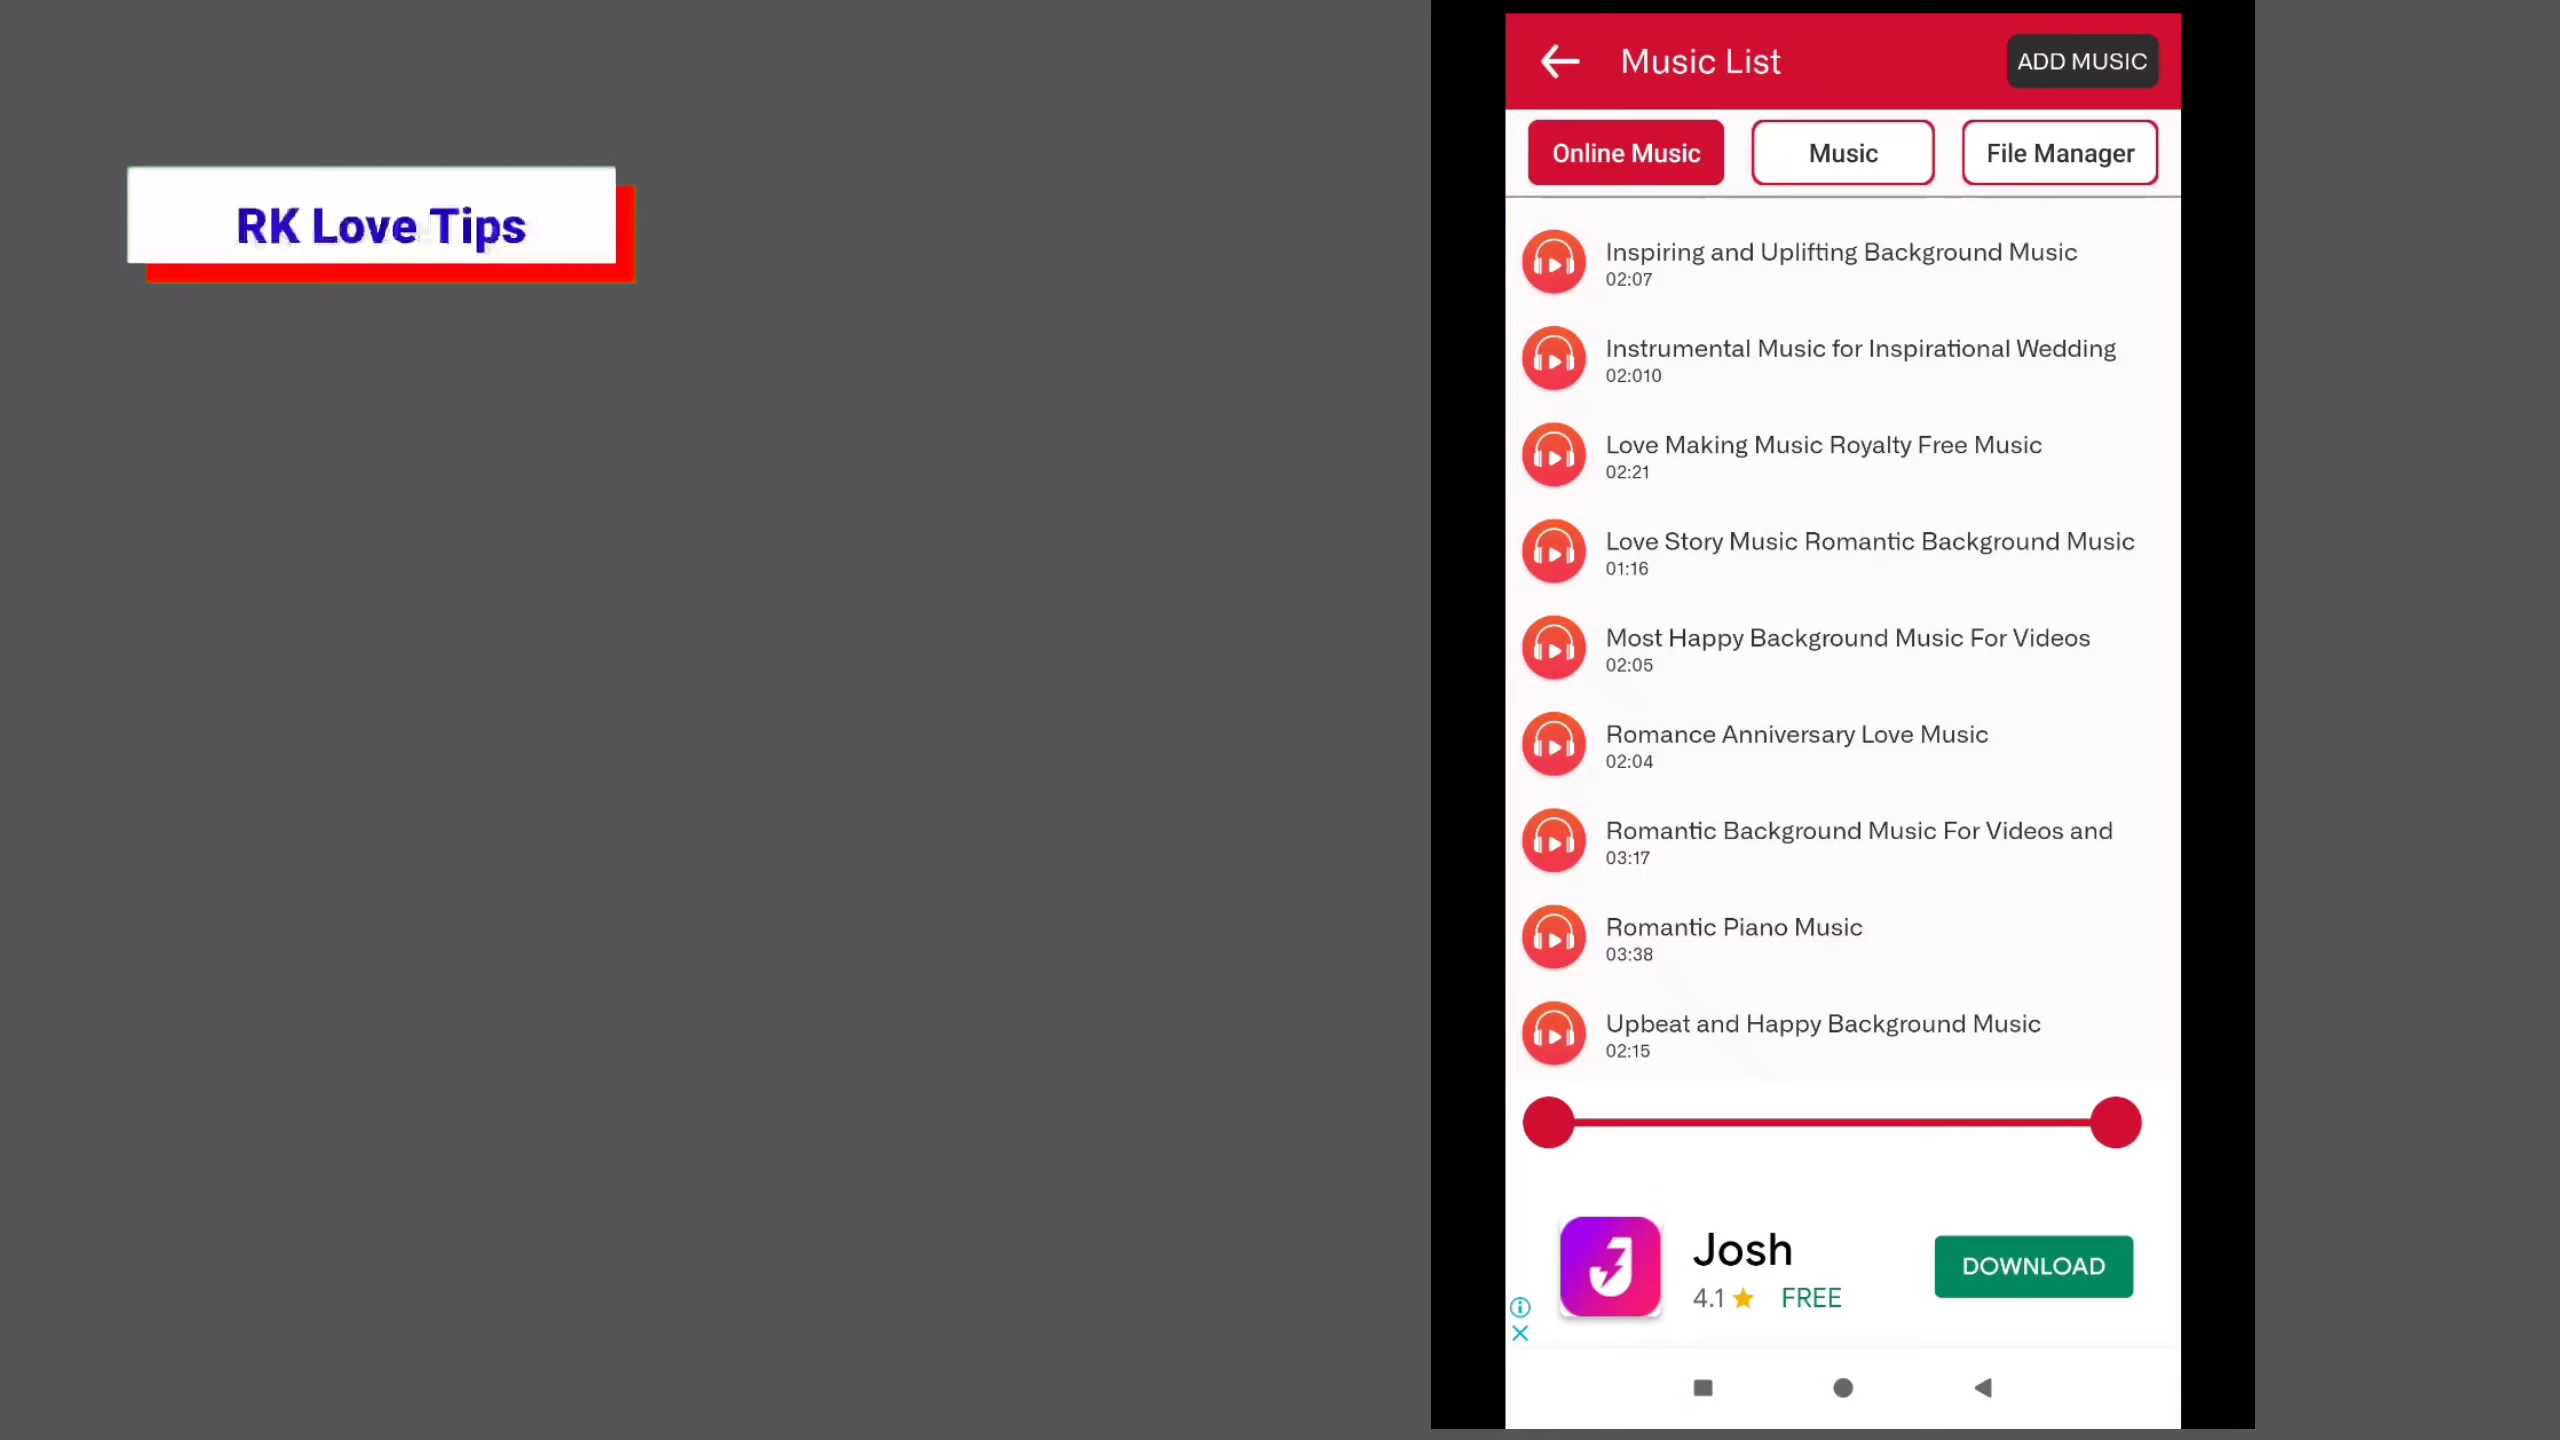 RK Love Tips
Music List
ADD MUSIC
Online Music
Music
File Manager
Inspiring and Uplifting Background Music
02:07
Instrumental Music for Inspirational Wedding
02:010
Love Making Music Royalty Free Music
02:21
Love Story Music Romantic Background Music
01:16
Most Happy Background Music For Videos
02:05
Romance Anniversary Love Music
02:04
Romantic Background Music For Videos and
03:17
Romantic Piano Music
03:38
Upbeat and Happy Background Music
02:15
Josh
4.1 ★ FREE
DOWNLOAD